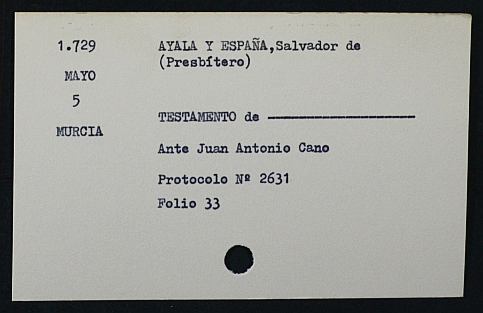 1.729
MAYO
5
MURCIA
AYALA Y ESPAÑA,Salvador de
(Presbítero)
TESTAMENTO de ----------------------
Ante Juan Antonio Cano
Protocolo Nº 2631
Folio 33